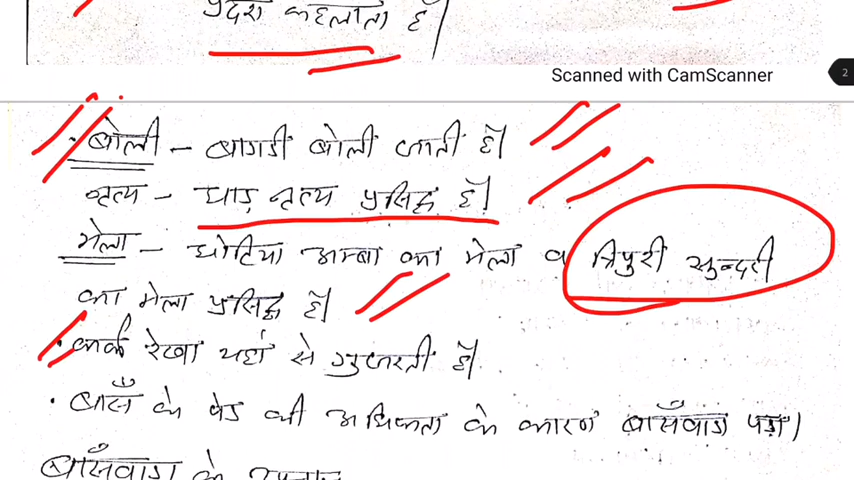 प्रदेश कहलाता है
Scanned with CamScanner
2
• बोली – बागडी बोली जाती है।
नृत्य – घाड़ नृत्य प्रसिद्ध है।
मेला – घोटिया अम्बा का मेला व त्रिपुरी सुन्दरी
का मेला प्रसिद्ध है।
• कर्क रेखा यहाँ से गुजरती है।
• बाँस के पेड की अधिकता के कारण बाँसवाडा पड़ा।
बाँसवाडा के